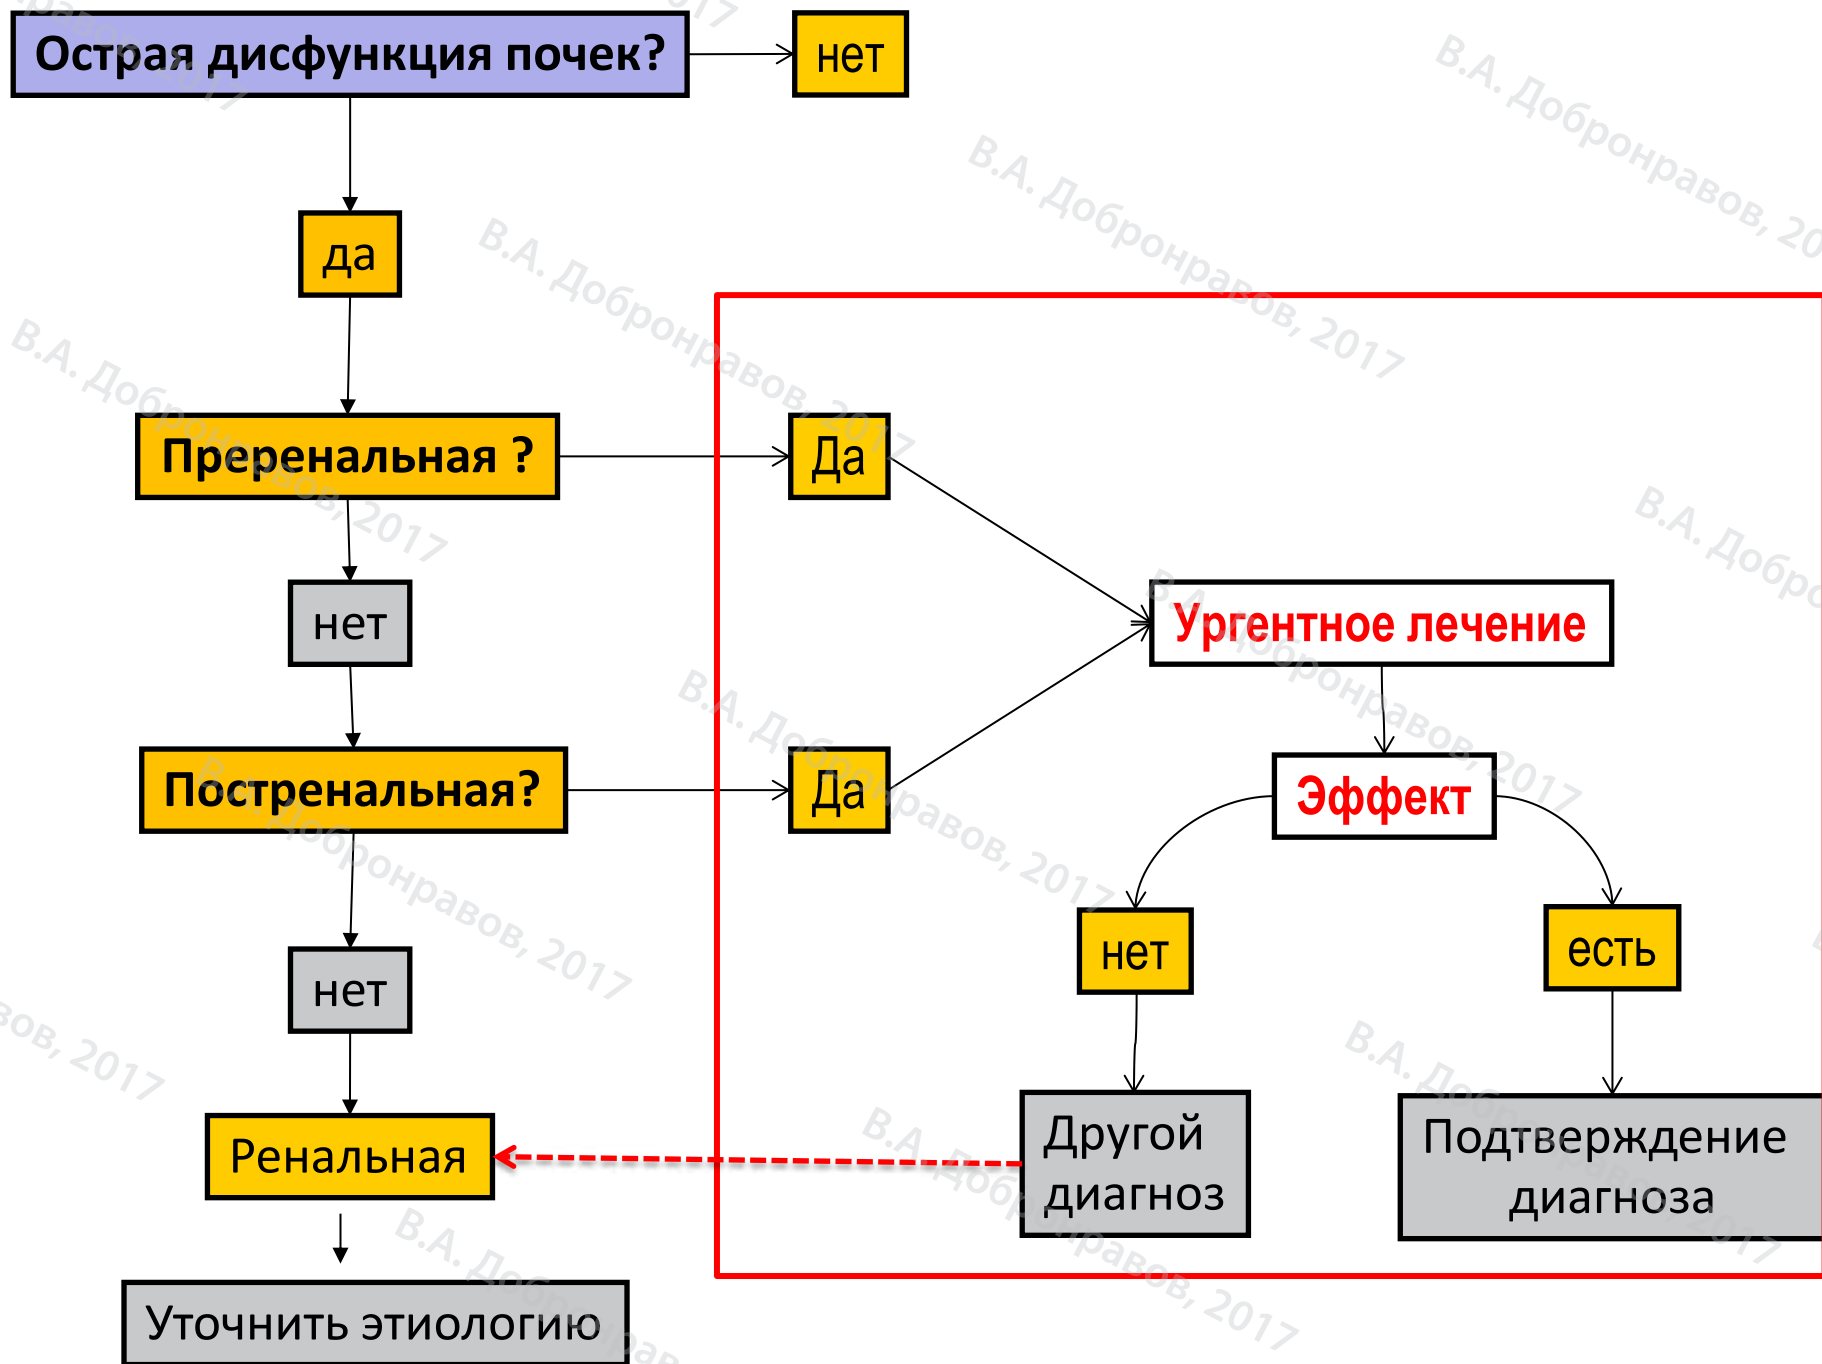 Острая дисфункция почек?
нет
да
Преренальная ?
Да
нет
Ургентное лечение
Постренальная?
Да
Эффект
нет
нет
есть
Ренальная
Другой
диагноз
Подтверждение
диагноза
Уточнить этиологию
В.А. Добронравов, 2017